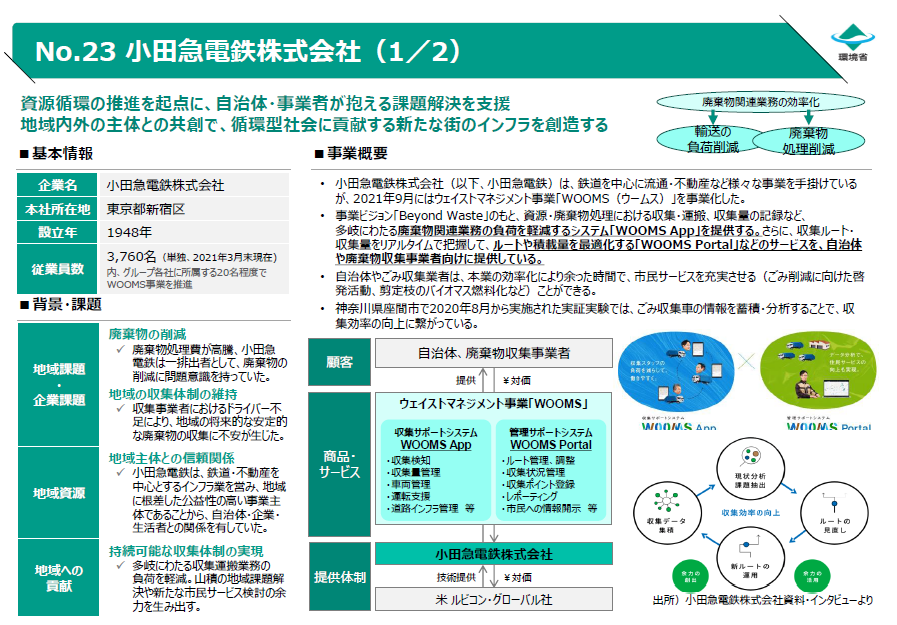 No.23 小田急電鉄株式会社（1／2）
環境省
資源循環の推進を起点に、自治体・事業者が抱える課題解決を支援
地域内外の主体との共創で、循環型社会に貢献する新たな街のインフラを創造する
廃棄物関連業務の効率化
輸送の
負荷削減
廃棄物
処理削減
■基本情報
企業名
小田急電鉄株式会社
本社所在地
東京都新宿区
設立年
1948年
従業員数
3,760名（単独、2021年3月末現在）
内、グループ各社に所属する20名程度で
WOOMS事業を推進
■背景・課題
地域課題
・
企業課題
廃棄物の削減
✓ 廃棄物処理費が高騰、小田急
電鉄は一排出者として、廃棄物の
削減に問題意識を持っていた。
地域の収集体制の維持
✓ 収集事業者におけるドライバー不
足により、地域の将来的な安定的
な廃棄物の収集に不安が生じた。
地域資源
地域主体との信頼関係
✓ 小田急電鉄は、鉄道・不動産を
中心とするインフラ業を営み、地域
に根差した公益性の高い事業主
体であることから、自治体・企業・
生活者との関係を有していた。
地域への
貢献
持続可能な収集体制の実現
✓ 多岐にわたる収集運搬業務の
負荷を軽減。山積の地域課題解
決や新たな市民サービス検討の余
力を生み出す。
■事業概要
• 小田急電鉄株式会社（以下、小田急電鉄）は、鉄道を中心に流通・不動産など様々な事業を手掛けている
が、2021年9月にはウェイストマネジメント事業「WOOMS（ウームス）」を事業化した。
• 事業ビジョン「Beyond Waste」のもと、資源・廃棄物処理における収集・運搬、収集量の記録など、
多岐にわたる廃棄物関連業務の負荷を軽減するシステム「WOOMS App」を提供する。さらに、収集ルート・
収集量をリアルタイムで把握して、ルートや積載量を最適化する「WOOMS Portal」などのサービスを、自治体
や廃棄物収集事業者向けに提供している。
• 自治体やごみ収集業者は、本業の効率化により余った時間で、市民サービスを充実させる（ごみ削減に向けた啓
発活動、剪定枝のバイオマス燃料化など）ことができる。
• 神奈川県座間市で2020年8月から実施された実証実験では、ごみ収集車の情報を蓄積・分析することで、収
集効率の向上に繋がっている。
顧客
自治体、廃棄物収集事業者
提供
￥対価
商品・
サービス
ウェイストマネジメント事業「WOOMS」
収集サポートシステム
WOOMS App
・収集検知
・収集量管理
・車両管理
・運転支援
・道路インフラ管理 等
管理サポートシステム
WOOMS Portal
・ルート管理、調整
・収集状況管理
・収集ポイント登録
・レポーティング
・市民への情報開示 等
提供体制
小田急電鉄株式会社
技術提供
￥対価
米 ルビコン・グローバル社
収集スタッフの
負荷を減らして、
働きやすく。
データ分析で、
住民サービスの
向上も実現。
収集サポートシステム
WOOMS App
管理サポートシステム
WOOMS Portal
現状分析
課題抽出
収集データ
集積
収集効率の向上
ルートの
見直し
新ルートの
運用
余力の
創出
余力の
活用
出所）小田急電鉄株式会社資料・インタビューより